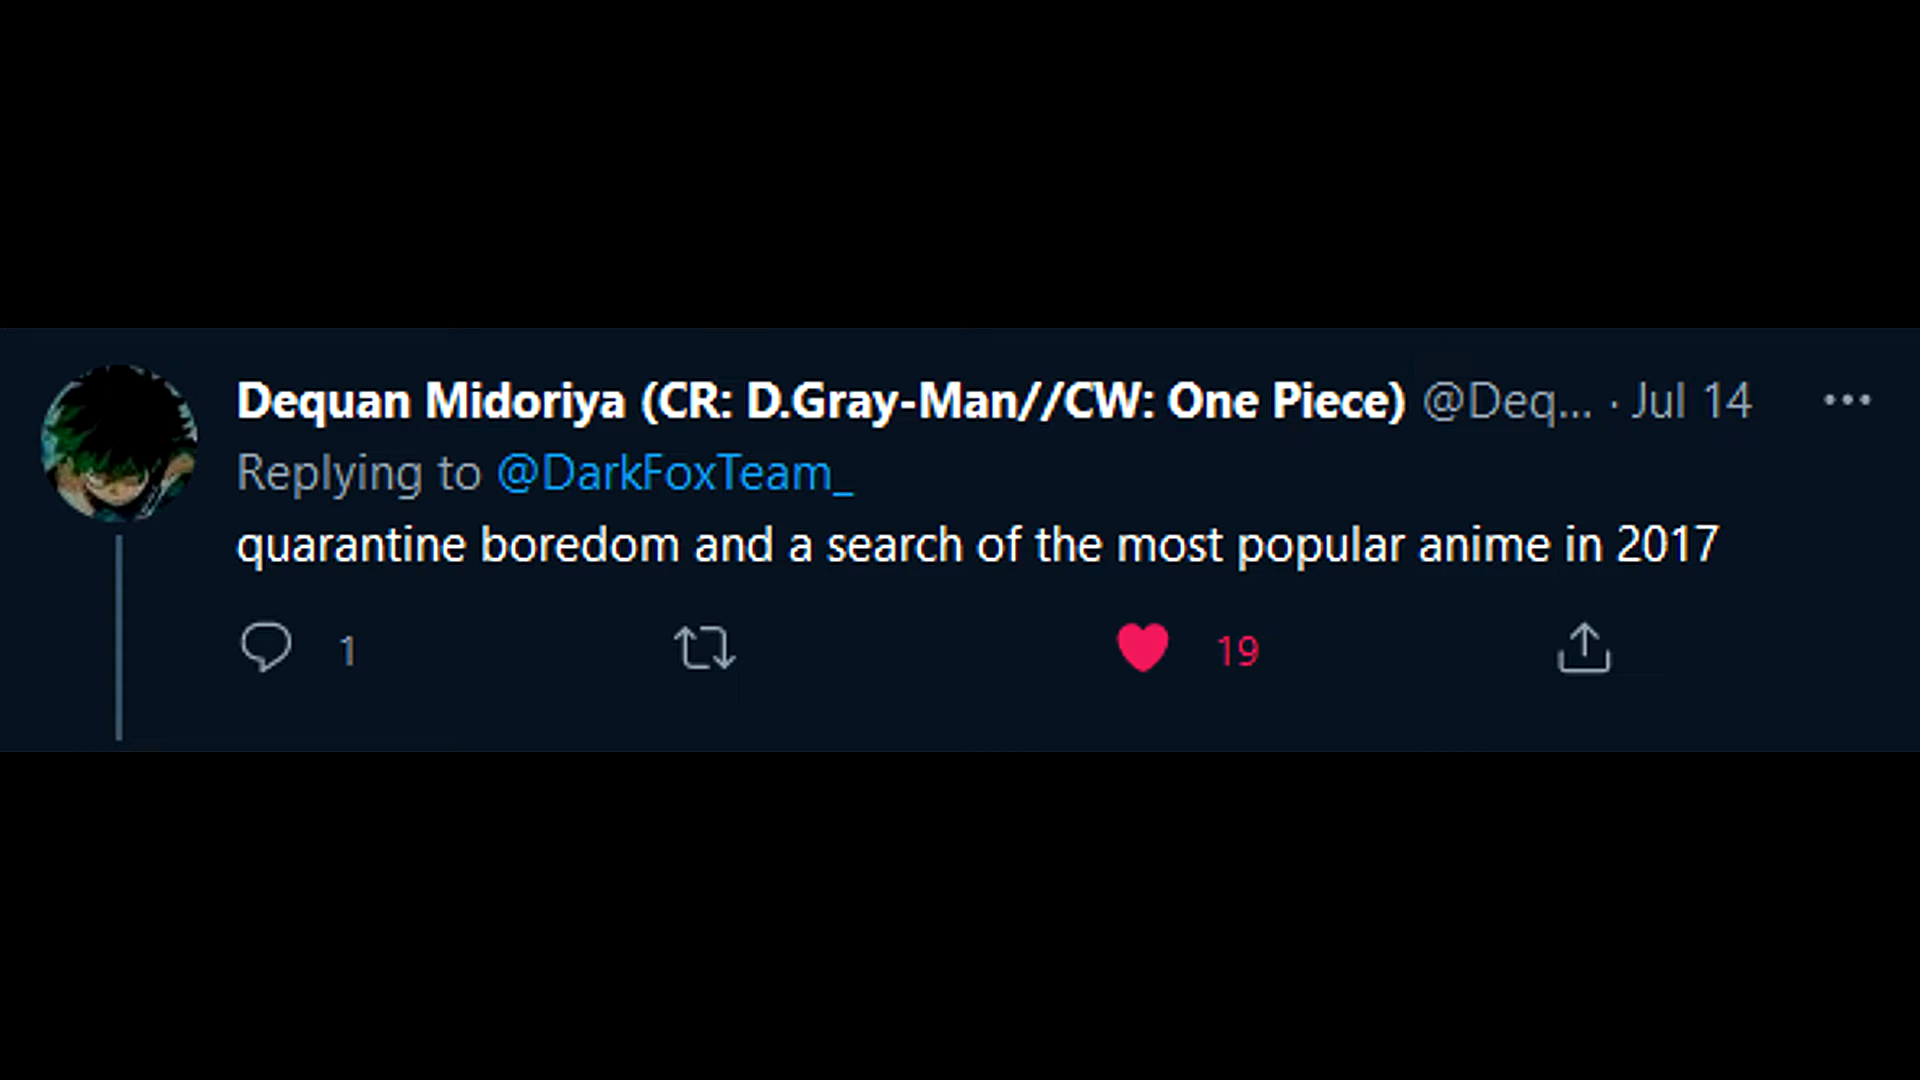 Dequan Midoriya (CR: D.Gray-Man//CW: One Piece) @Deq... · Jul 14
Replying to @DarkFoxTeam_
quarantine boredom and a search of the most popular anime in 2017
1 19